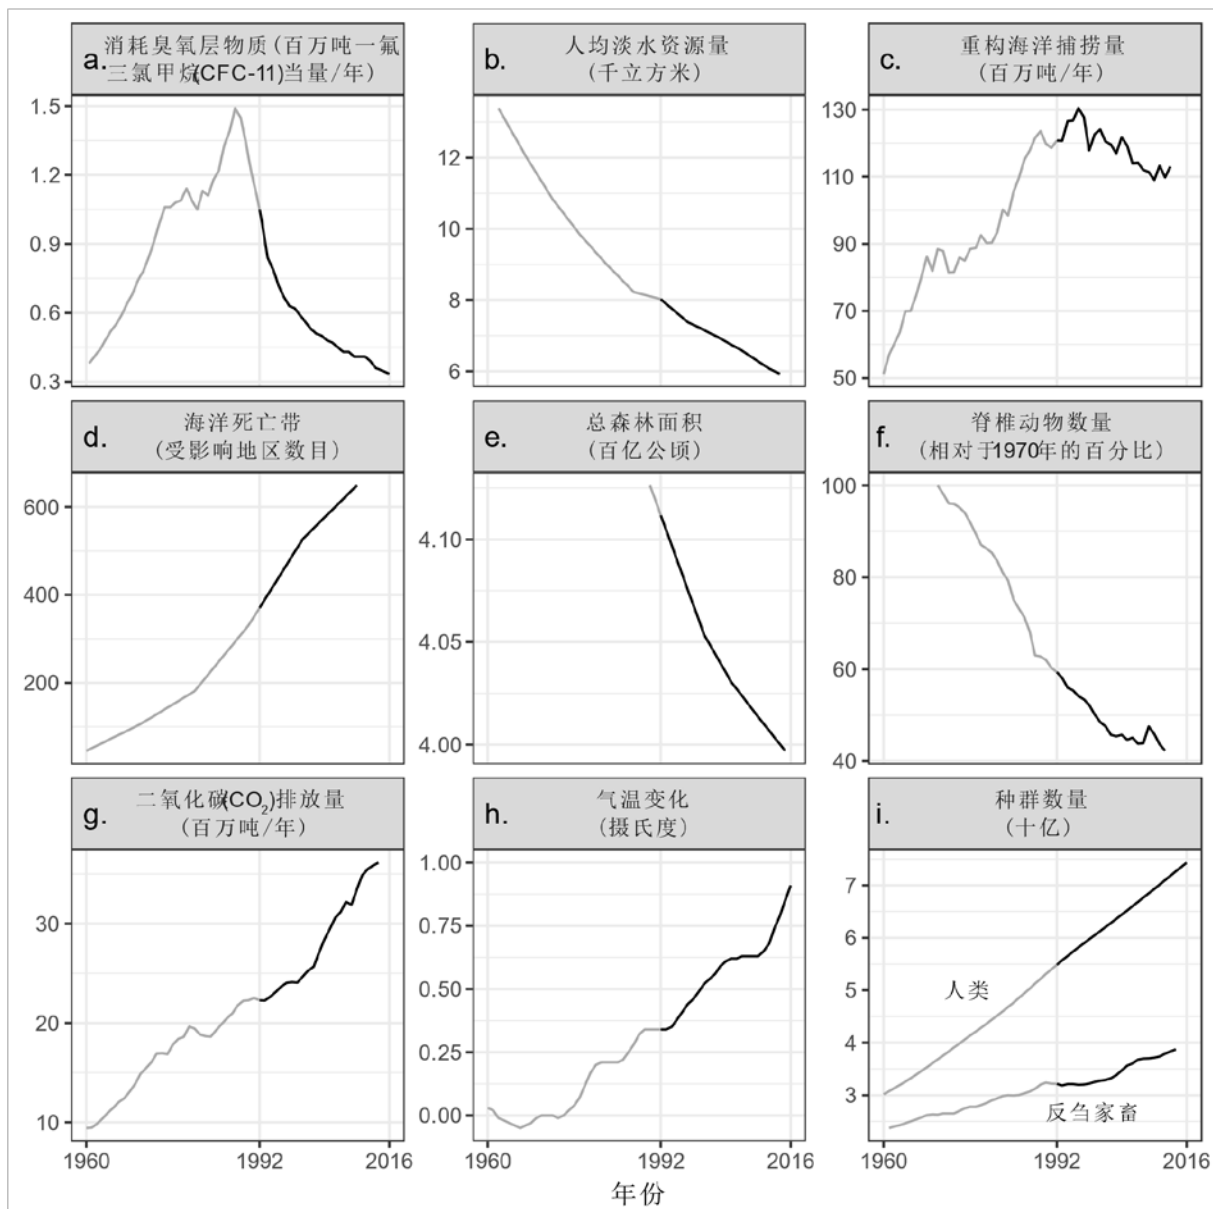 a. 消耗臭氧层物质(百万吨一氟
三氯甲烷(CFC-11)当量/年)
b. 人均淡水资源量
(千立方米)
c. 重构海洋捕捞量
(百万吨/年)
1.5
1.2
0.9
0.6
0.3
12
10
8
6
130
110
90
70
50
d. 海洋死亡带
(受影响地区数目)
e. 总森林面积
(百亿公顷)
f. 脊椎动物数量
(相对于1970年的百分比)
600
400
200
4.10
4.05
4.00
100
80
60
40
g. 二氧化碳(CO₂)排放量
(百万吨/年)
h. 气温变化
(摄氏度)
i. 种群数量
(十亿)
30
20
10
1.00
0.75
0.50
0.25
0.00
7
6
5
4
3
人类
反刍家畜
1960 1992 2016
1960 1992 2016
1960 1992 2016
年份